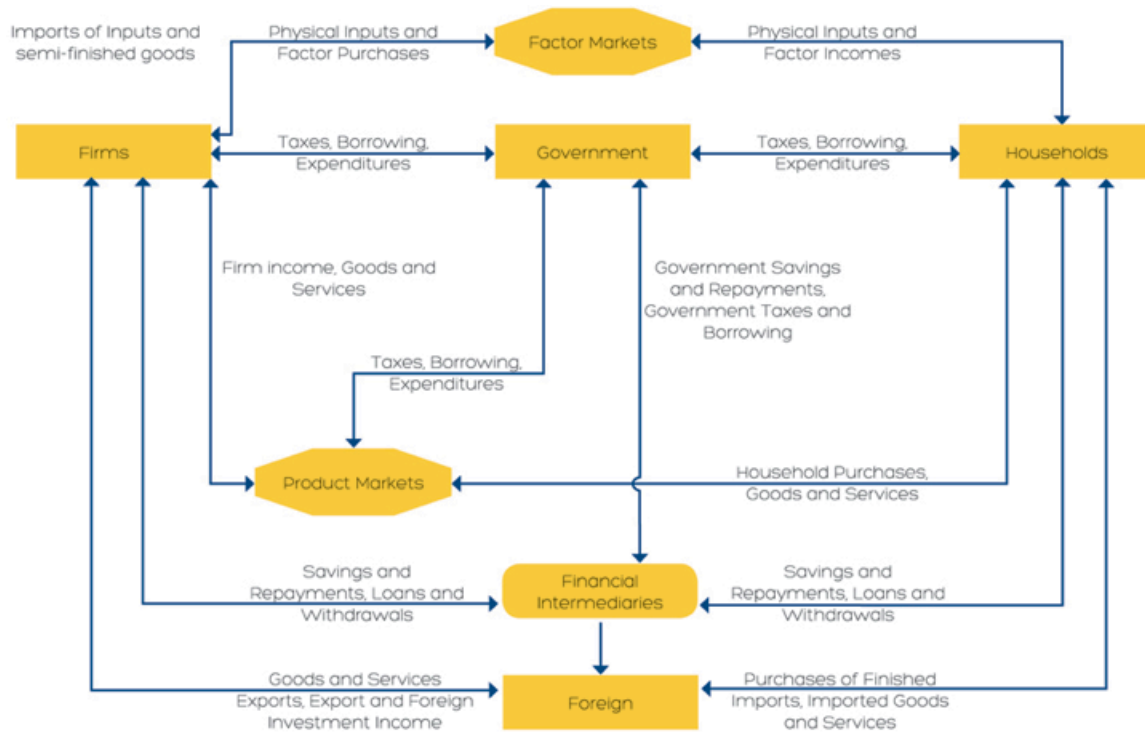 Imports of Inputs and
semi-finished goods
Physical Inputs and
Factor Purchases
Factor Markets
Physical Inputs and
Factor Incomes
Firms
Taxes, Borrowing,
Expenditures
Government
Taxes, Borrowing,
Expenditures
Households
Firm income, Goods and
Services
Government Savings
and Repayments,
Government Taxes and
Borrowing
Taxes, Borrowing,
Expenditures
Product Markets
Household Purchases,
Goods and Services
Savings and
Repayments, Loans and
Withdrawals
Financial
Intermediaries
Savings and
Repayments, Loans and
Withdrawals
Goods and Services
Exports, Export and Foreign
Investment Income
Foreign
Purchases of Finished
Imports, Imported Goods
and Services